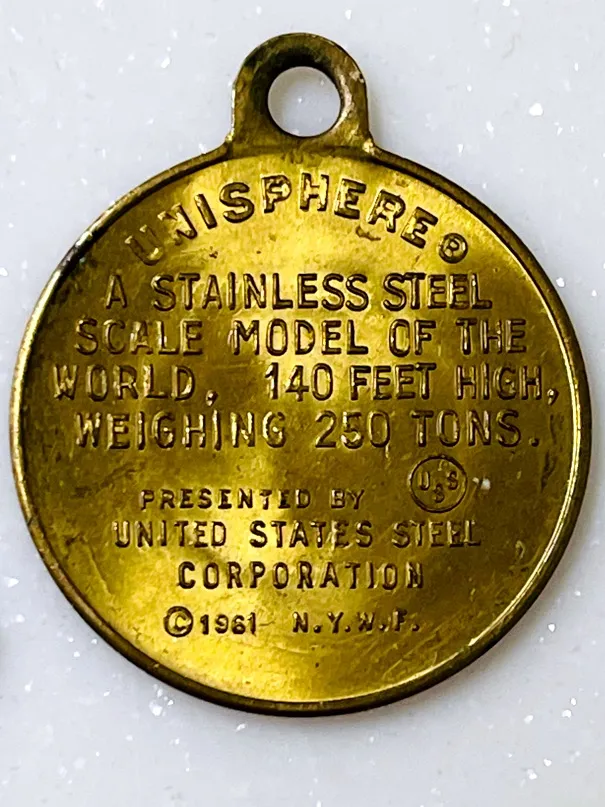 UNISPHERE®
A STAINLESS STEEL
SCALE MODEL OF THE
WORLD, 140 FEET HIGH,
WEIGHING 250 TONS.
PRESENTED BY USS
UNITED STATES STEEL
CORPORATION
©1961 N.Y.W.F.